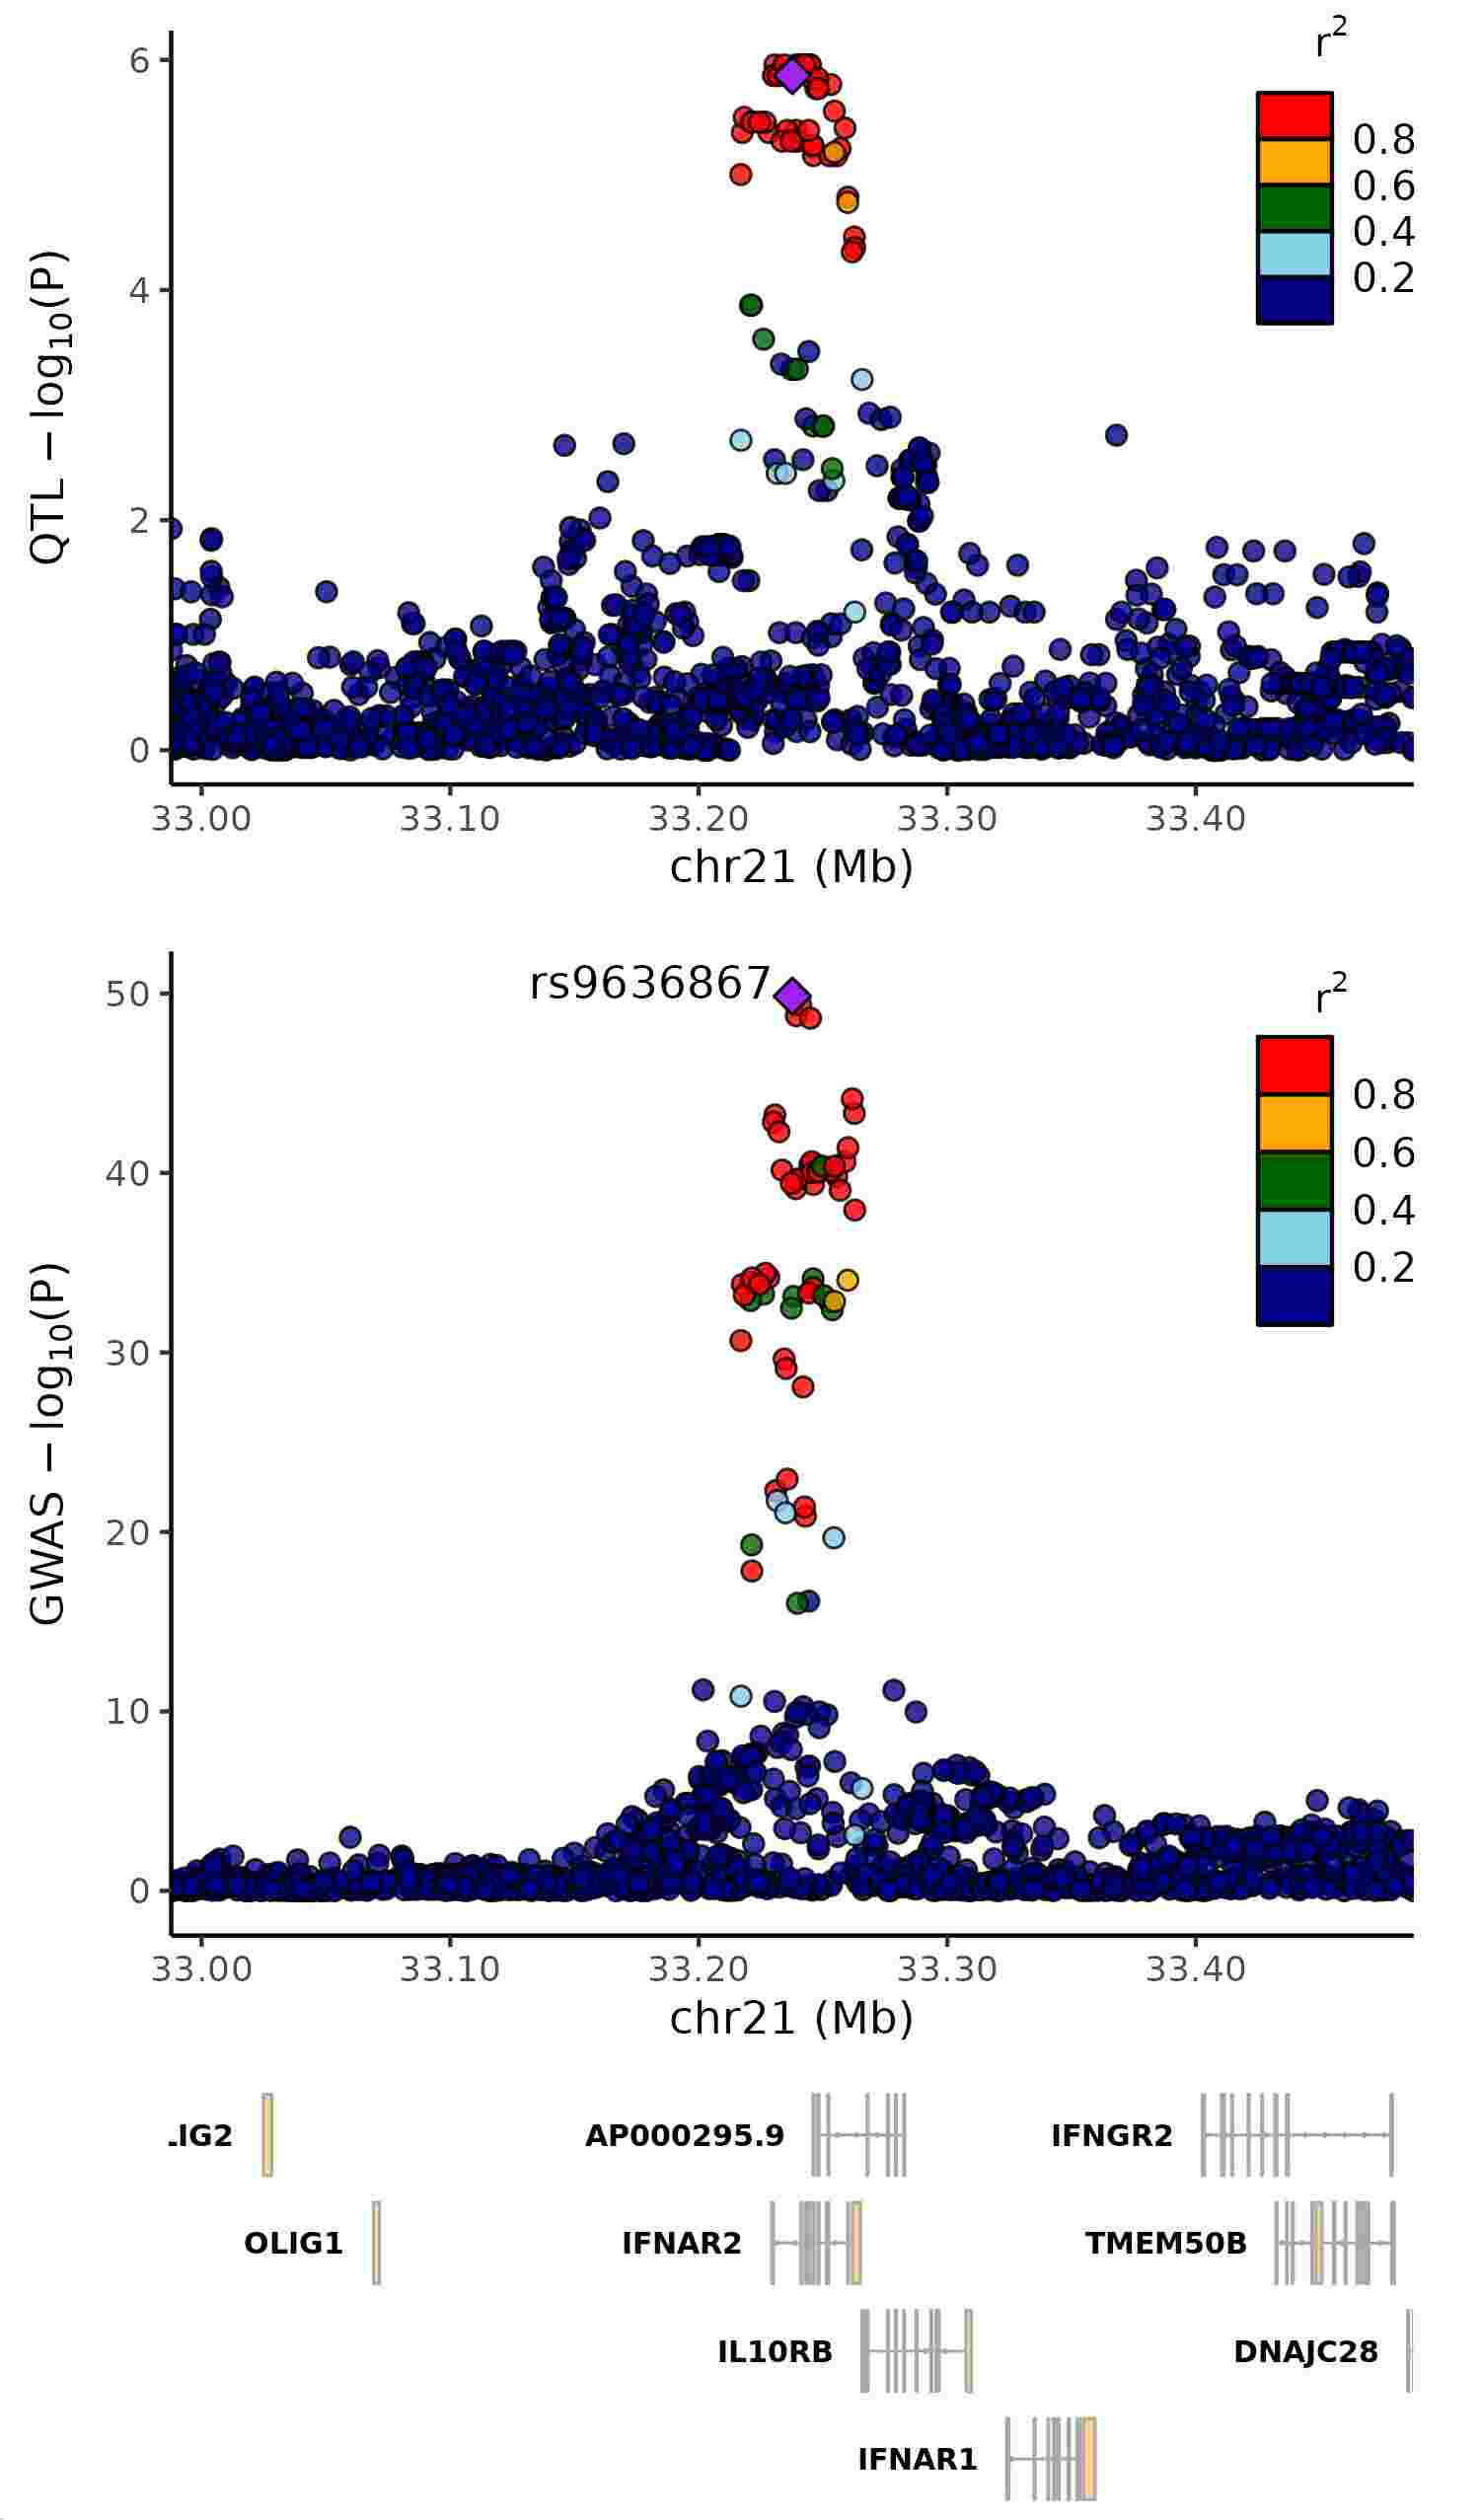 r2
6
0.8
0.6
0.4
0.2
4
2
0
QTL − log10(P)
33.00 33.10 33.20 33.30 33.40
chr21 (Mb)
rs9636867
r2
50
0.8
0.6
0.4
0.2
40
30
20
10
0
GWAS − log10(P)
33.00 33.10 33.20 33.30 33.40
chr21 (Mb)
.IG2 AP000295.9 IFNGR2
OLIG1 IFNAR2 TMEM50B
IL10RB DNAJC28
IFNAR1